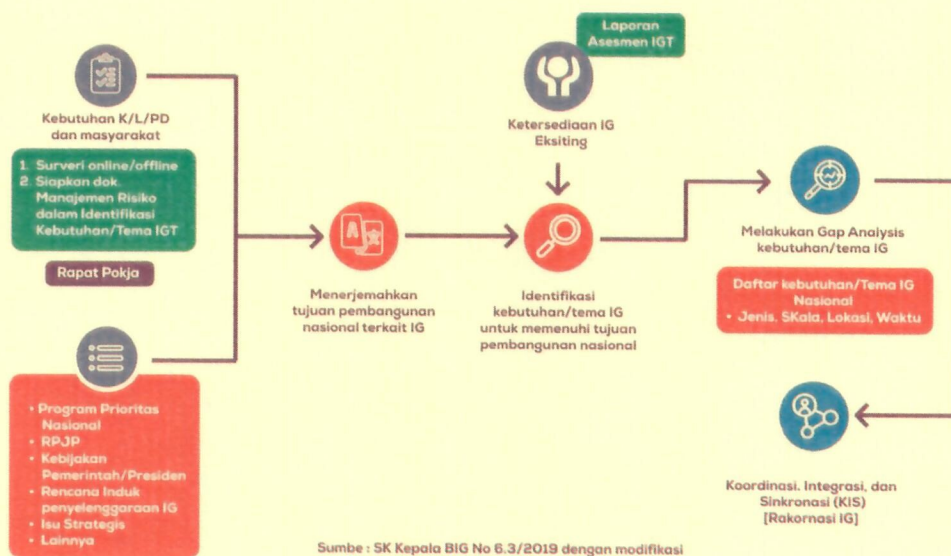 Laporan
Asesmen IGT
Kebutuhan K/L/PD
dan masyarakat
1. Surveri online/offline
2. Siapkan dok.
Manajemen Risiko
dalam Identifikasi
Kebutuhan/Tema IGT
Rapat Pokja
Ketersediaan IG
Eksiting
Menerjemahkan
tujuan pembangunan
nasional terkait IG
Identifikasi
kebutuhan/tema IG
untuk memenuhi tujuan
pembangunan nasional
Melakukan Gap Analysis
kebutuhan/tema IG
Daftar kebutuhan/Tema IG
Nasional
• Jenis. SKala, Lokasi, Waktu
• Program Prioritas
Nasional
• RPJP
• Kebijakan
Pemerintah/Presiden
• Rencana Induk
penyelenggaraan IG
• Isu Strategis
• Lainnya
Koordinasi. Integrasi, dan
Sinkronasi (KIS)
[Rakornasi IG]
Sumbe : SK Kepala BIG No 6.3/2019 dengan modifikasi